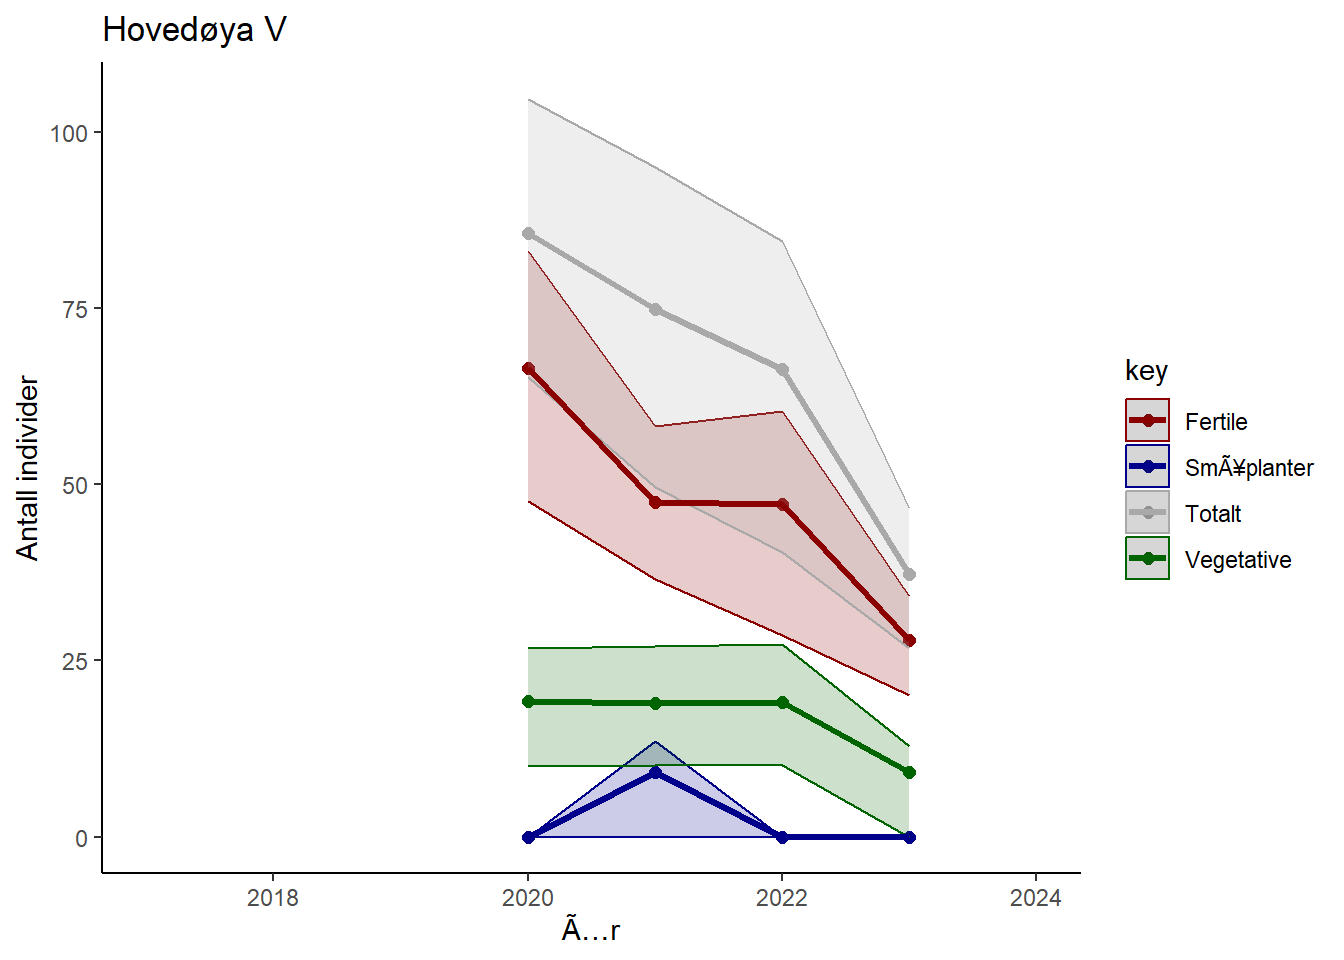 Hovedøya V
Antall individer
100
75
50
25
0
2018
2020
2022
2024
Ã…r
key
Fertile
SmÃ¥planter
Totalt
Vegetative